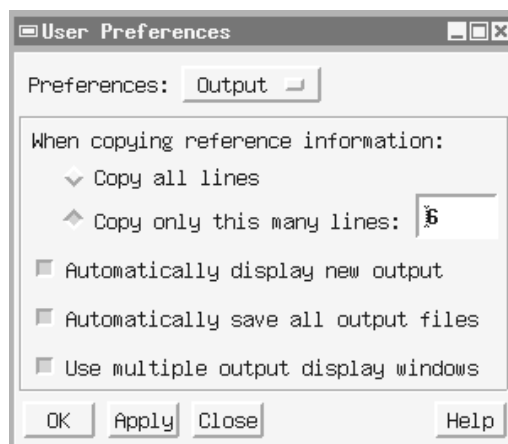 User Preferences
Preferences: Output
When copying reference information:
Copy all lines
Copy only this many lines: 6
Automatically display new output
Automatically save all output files
Use multiple output display windows
OK Apply Close Help